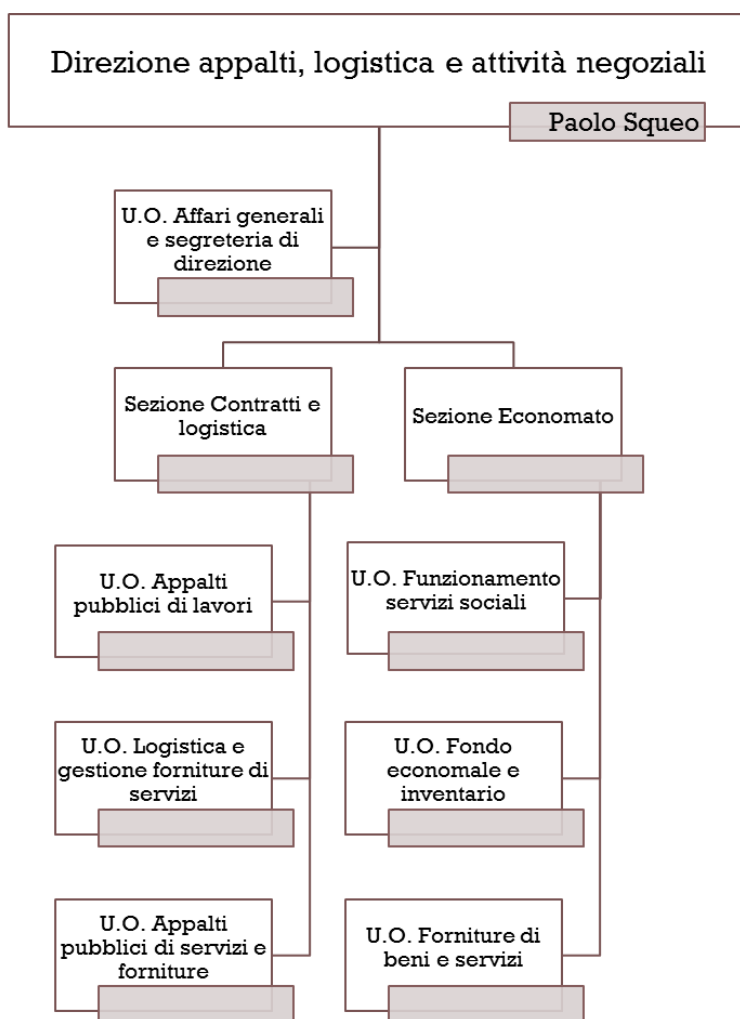 Direzione appalti, logistica e attività negoziali
Paolo Squeo
U.O. Affari generali
e segreteria di
direzione
Sezione Contratti e
logistica
Sezione Economato
U.O. Appalti
pubblici di lavori
U.O. Funzionamento
servizi sociali
U.O. Logistica e
gestione forniture di
servizi
U.O. Fondo
economale e
inventario
U.O. Appalti
pubblici di servizi e
forniture
U.O. Forniture di
beni e servizi